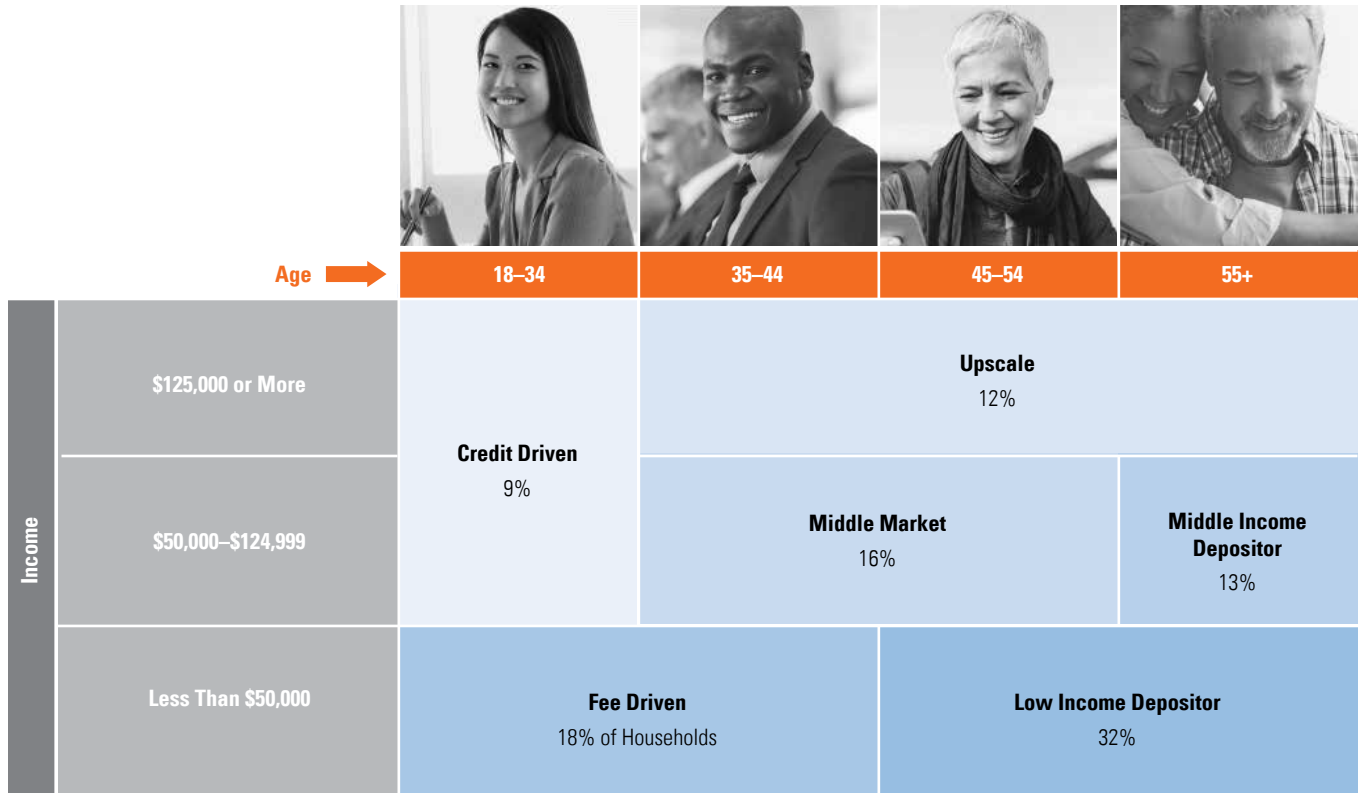 Age
18–34
35–44
45–54
55+
Income
$125,000 or More
Credit Driven
9%
Upscale
12%
$50,000–$124,999
Middle Market
16%
Middle Income
Depositor
13%
Less Than $50,000
Fee Driven
18% of Households
Low Income Depositor
32%